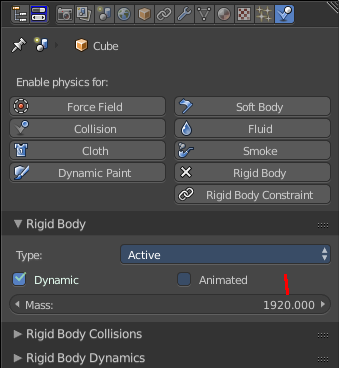 Cube
Enable physics for:
Force Field Soft Body
Collision Fluid
Cloth Smoke
Dynamic Paint Rigid Body
Rigid Body Constraint
Rigid Body
Type: Active
Dynamic Animated
Mass: 1920.000
Rigid Body Collisions
Rigid Body Dynamics